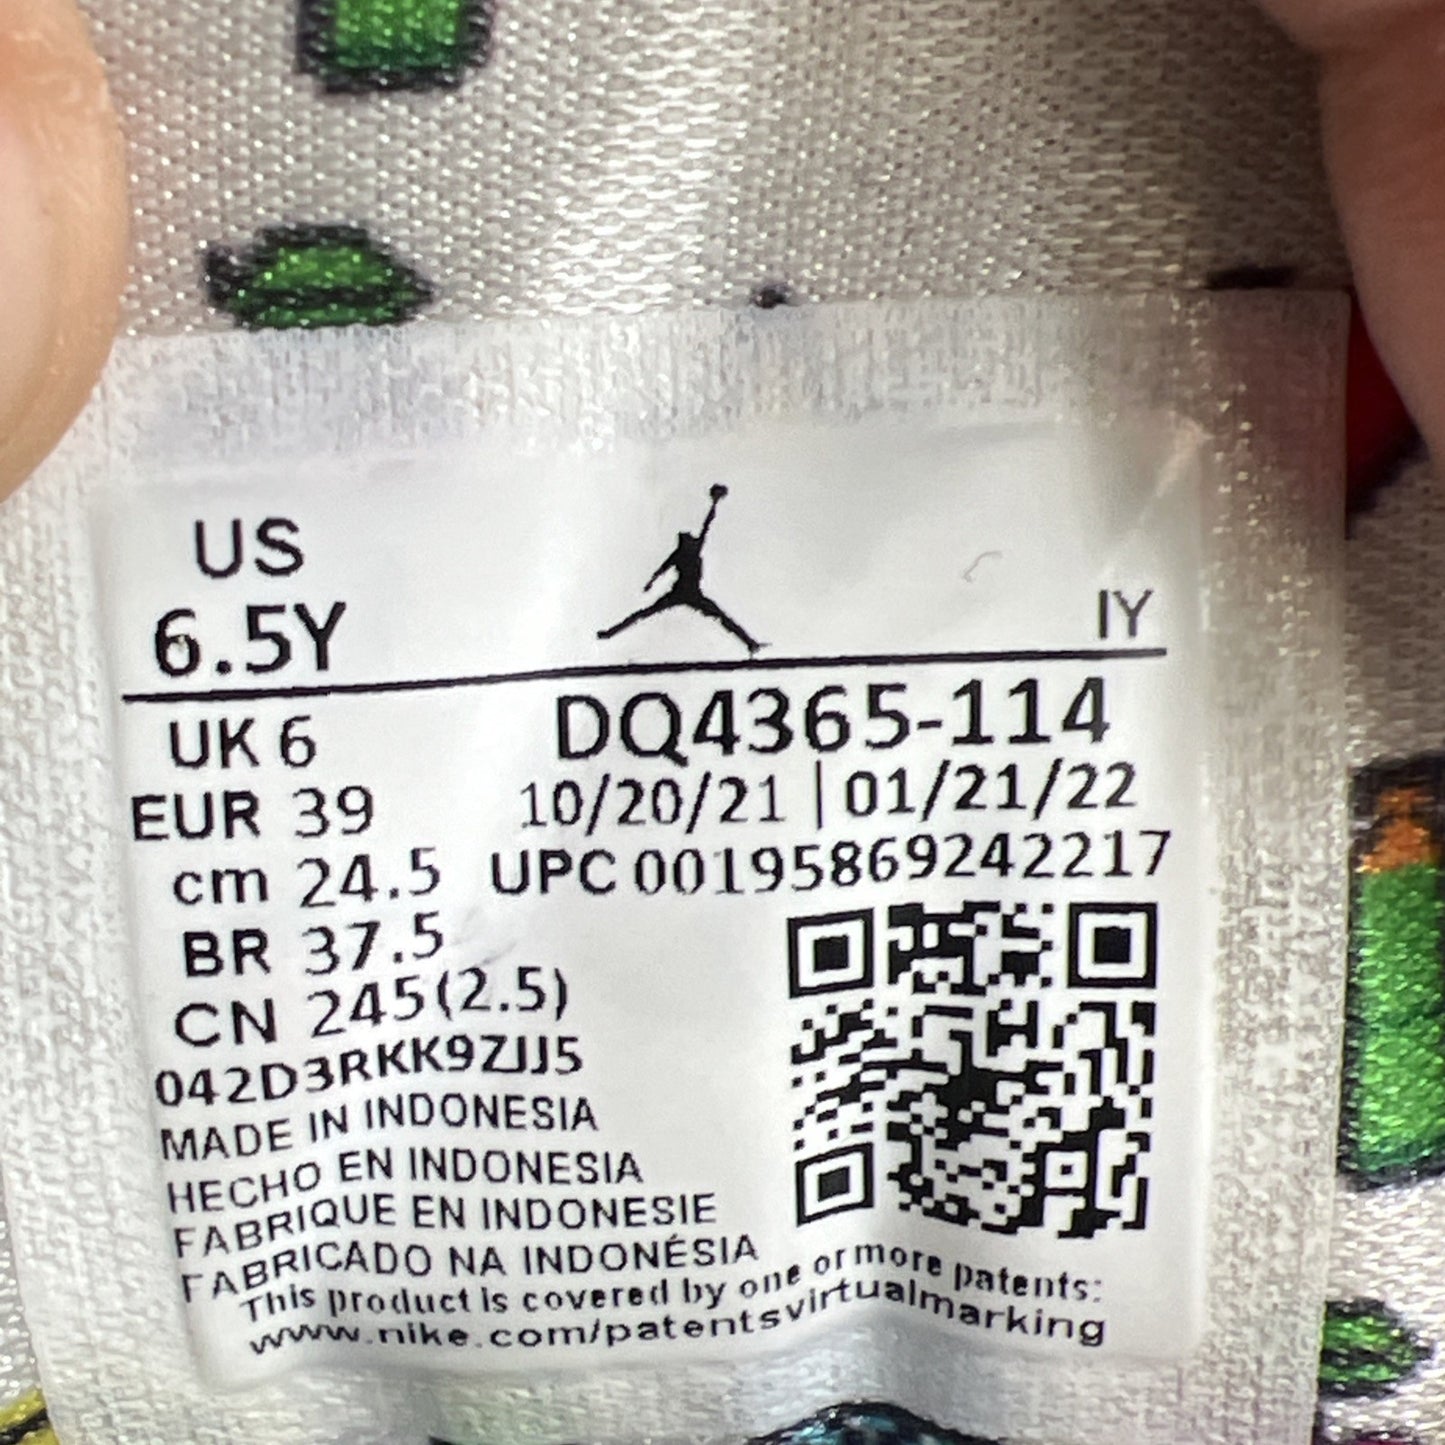 US
6.5Y
IY
UK 6
DQ4365-114
EUR 39
10/20/21 | 01/21/22
cm 24.5
UPC 00195869242217
BR 37.5
CN 245(2.5)
042D3RKK9ZJJ5
MADE IN INDONESIA
HECHO EN INDONESIA
FABRIQUE EN INDONESIE
FABRICADO NA INDONÉSIA
This product is covered by one or more patents:
www.nike.com/patentsvirtualmarking